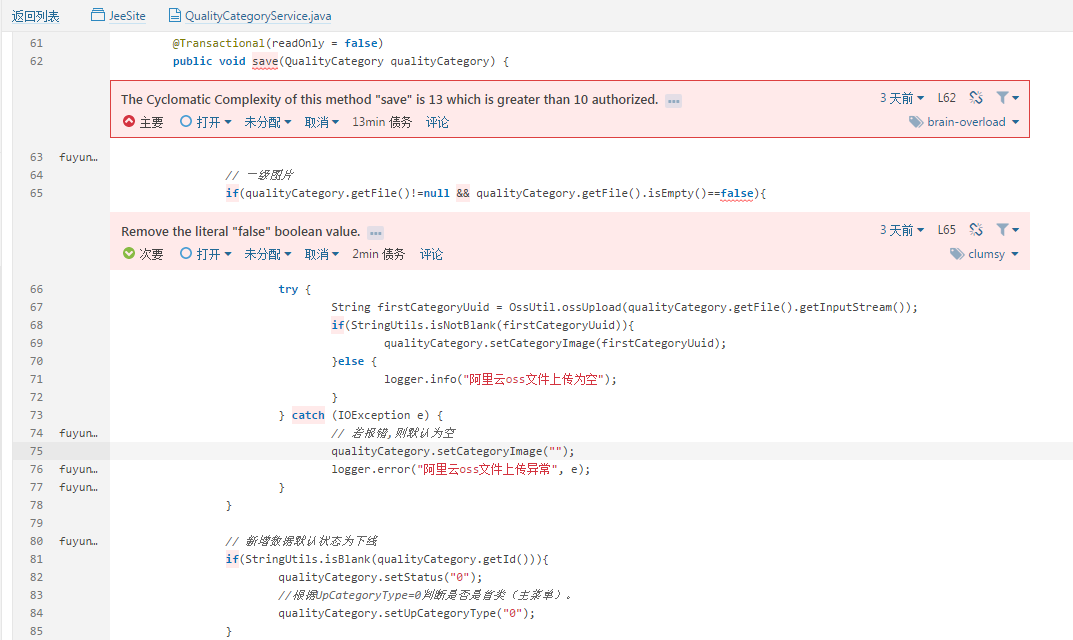 返回列表 JeeSite QualityCategoryService.java
61 @Transactional(readOnly = false)
62 public void save(QualityCategory qualityCategory) {
The Cyclomatic Complexity of this method "save" is 13 which is greater than 10 authorized. ... 3 天前 L62
主要 打开 未分配 取消 13min 债务 评论 brain-overload
63 fuyun…
64 // 一级图片
65 if(qualityCategory.getFile()!=null && qualityCategory.getFile().isEmpty()==false){
Remove the literal "false" boolean value. ... 3 天前 L65
次要 打开 未分配 取消 2min 债务 评论 clumsy
66 try {
67 String firstCategoryUuid = OssUtil.ossUpload(qualityCategory.getFile().getInputStream());
68 if(StringUtils.isNotBlank(firstCategoryUuid)){
69 qualityCategory.setCategoryImage(firstCategoryUuid);
70 }else {
71 logger.info("阿里云oss文件上传为空");
72 }
73 } catch (IOException e) {
74 fuyun… // 若报错,则默认为空
75 qualityCategory.setCategoryImage("");
76 fuyun… logger.error("阿里云oss文件上传异常", e);
77 fuyun… }
78 }
79
80 fuyun… // 新增数据默认状态为下线
81 if(StringUtils.isBlank(qualityCategory.getId())){
82 qualityCategory.setStatus("0");
83 //根据UpCategoryType=0判断是否是首类（主菜单）。
84 qualityCategory.setUpCategoryType("0");
85 }